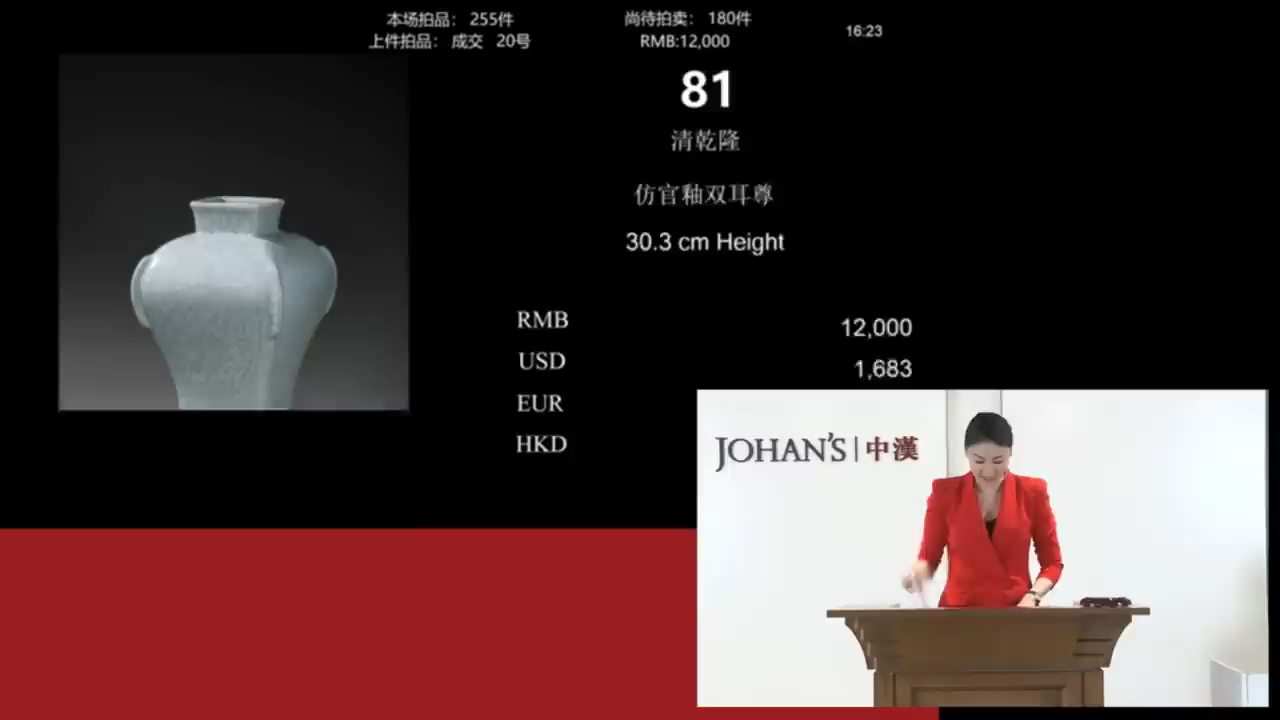 本场拍品： 255件
尚待拍卖： 180件
上件拍品： 成交 20号
RMB:12,000
16:23
81
清乾隆
仿官釉双耳尊
30.3 cm Height
RMB 12,000
USD 1,683
EUR
HKD
JOHAN'S | 中漢